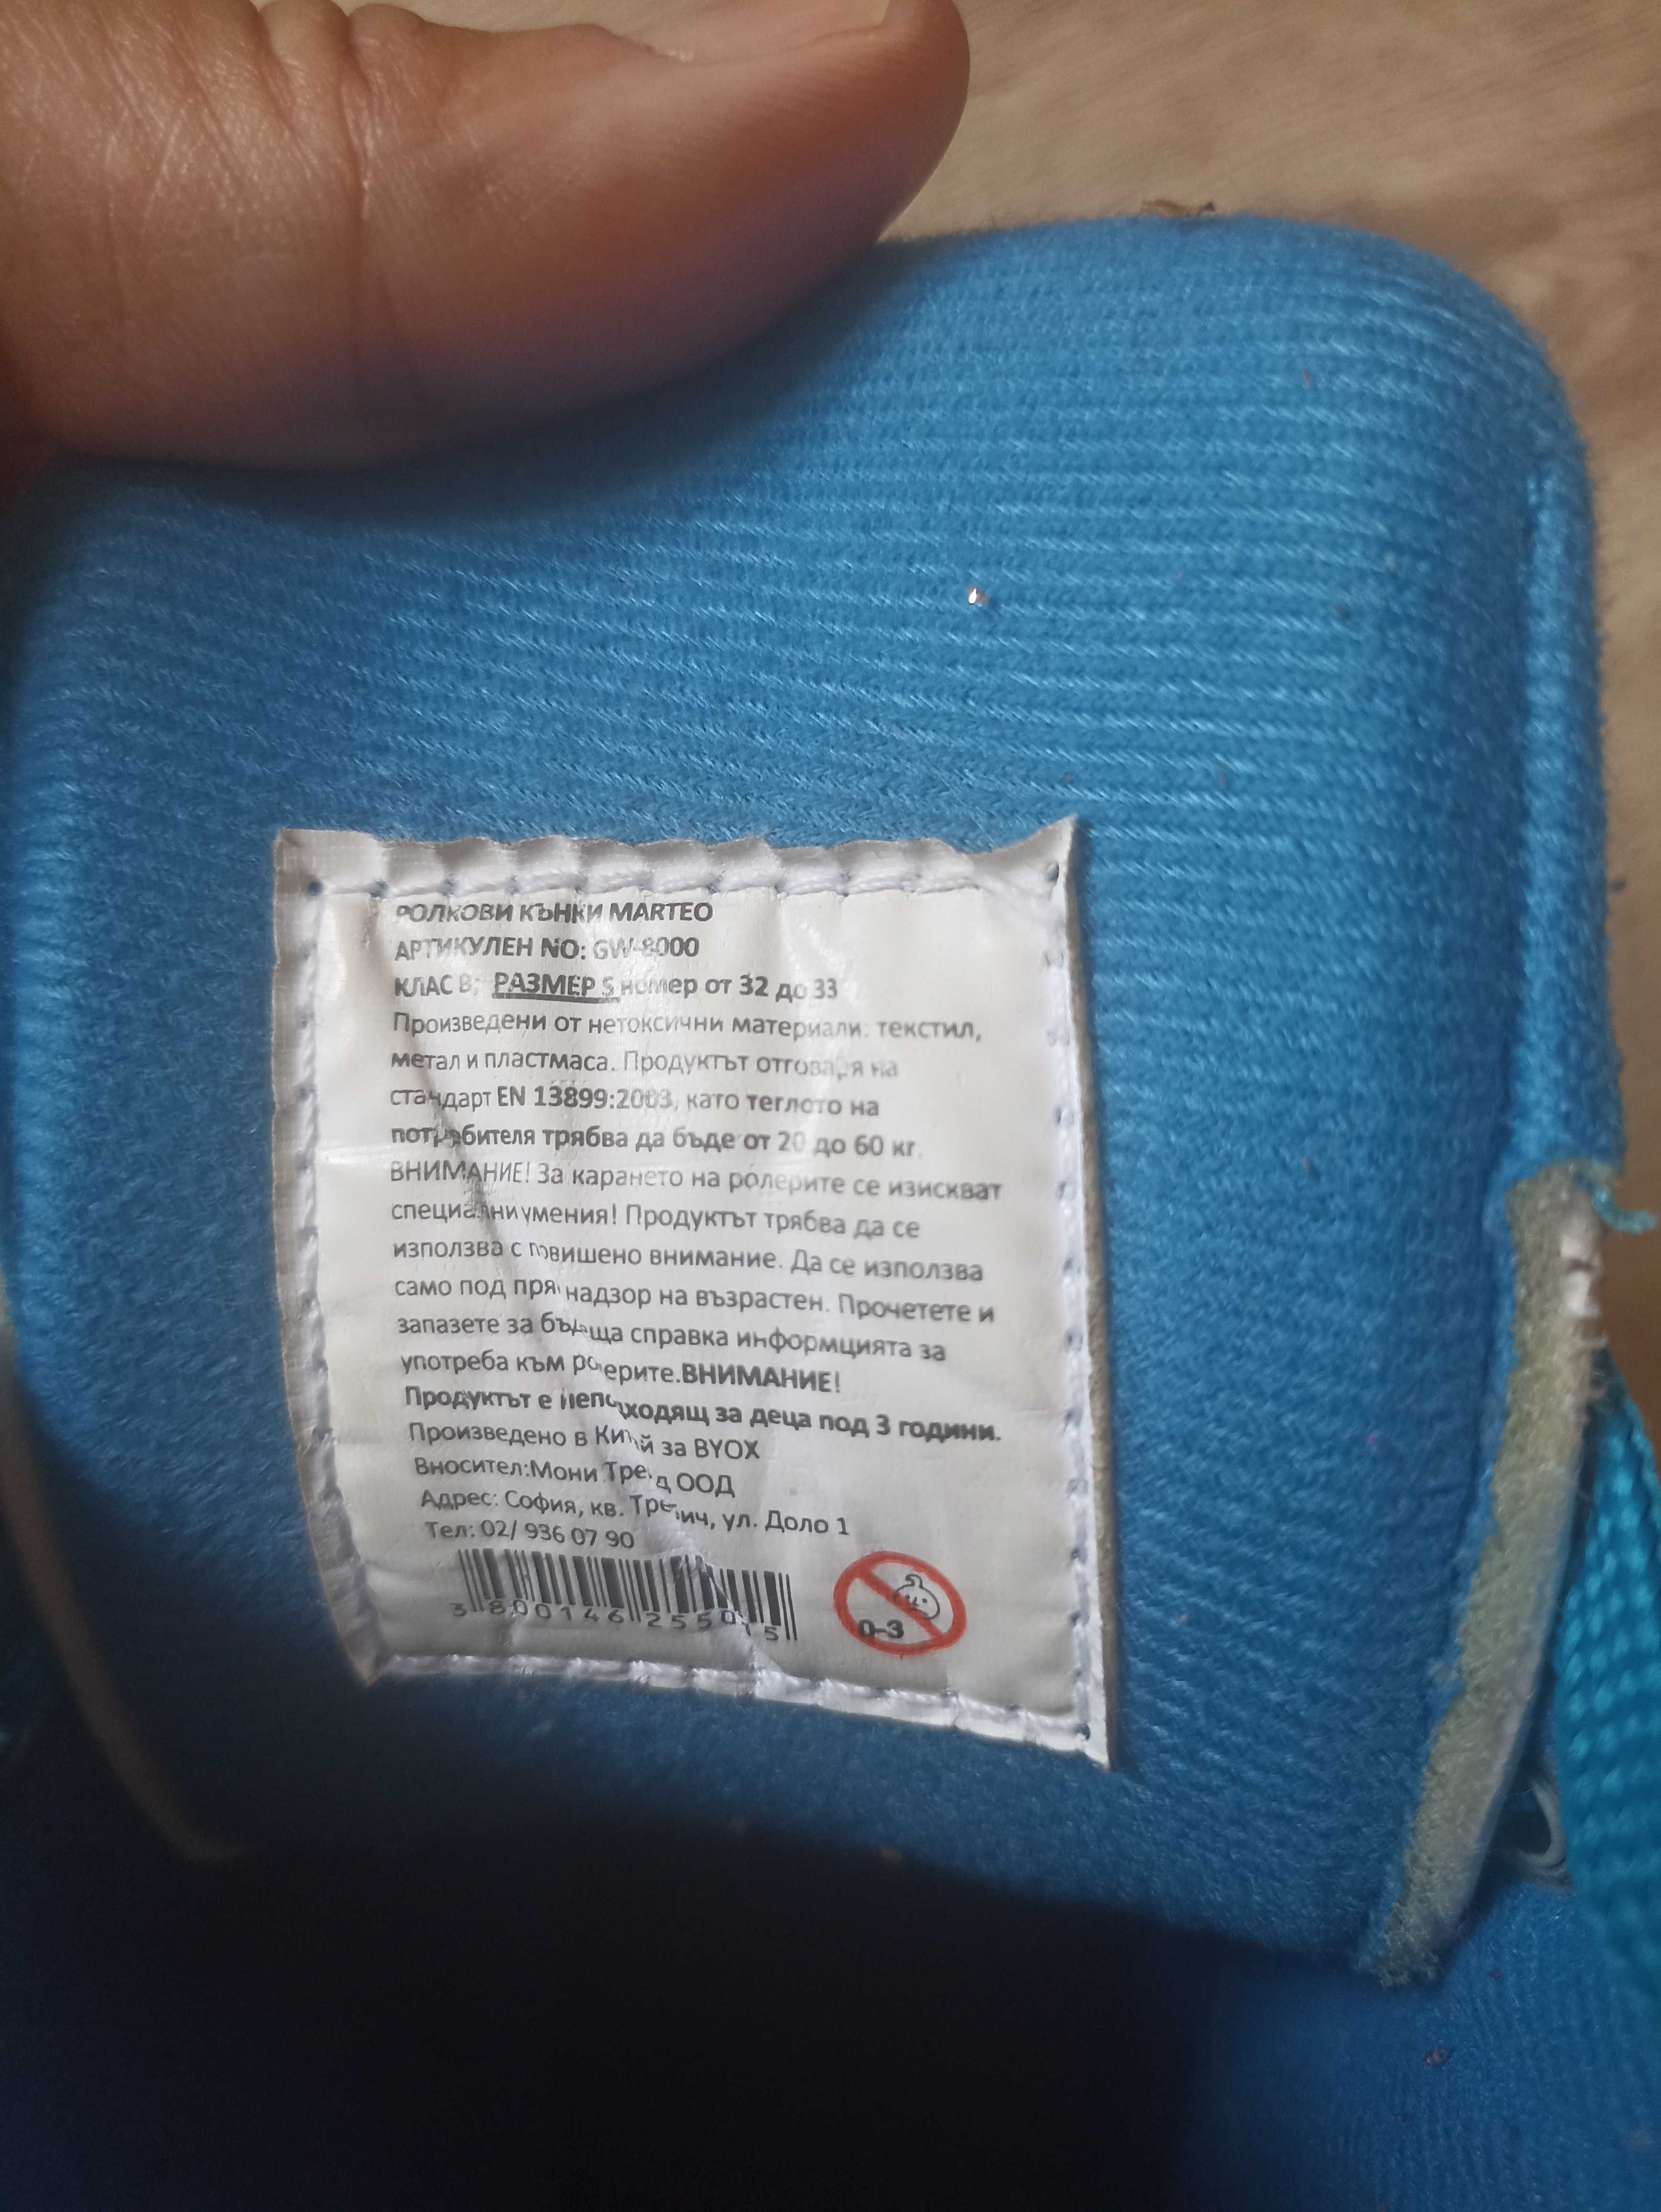 РОЛКОВИ КЪНКИ MARTEO
АРТИКУЛЕН NO: GW-8000
КЛАС B; РАЗМЕР S номер от 32 до 33
Произведени от нетоксични материали: текстил,
метал и пластмаса. Продуктът отговаря на
стандарт EN 13899:2003, като теглото на
потребителя трябва да бъде от 20 до 60 кг.
ВНИМАНИЕ! За карането на ролерите се изискват
специални умения! Продуктът трябва да се
използва с повишено внимание. Да се използва
само под пряк надзор на възрастен. Прочетете и
запазете за бъдеща справка информцията за
употреба към ролерите.ВНИМАНИЕ!
Продуктът е неподходящ за деца под 3 години.
Произведено в Китай за BYOX
Вносител:Мони Трейд ООД
Адрес: София, кв. Требич, ул. Доло 1
Тел: 02/ 936 07 90
0-3